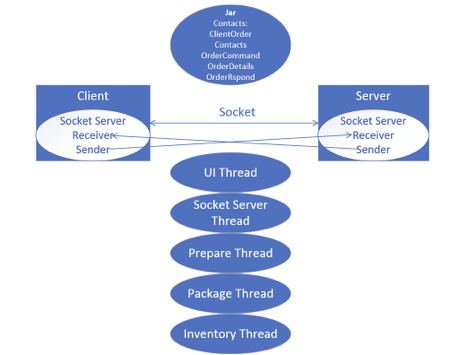 Jar
Contacts:
ClientOrder
Contacts
OrderCommand
OrderDetails
OrderRspond
Client
Socket Server
Receiver
Sender
Socket
Server
Socket Server
Receiver
Sender
UI Thread
Socket Server
Thread
Prepare Thread
Package Thread
Inventory Thread